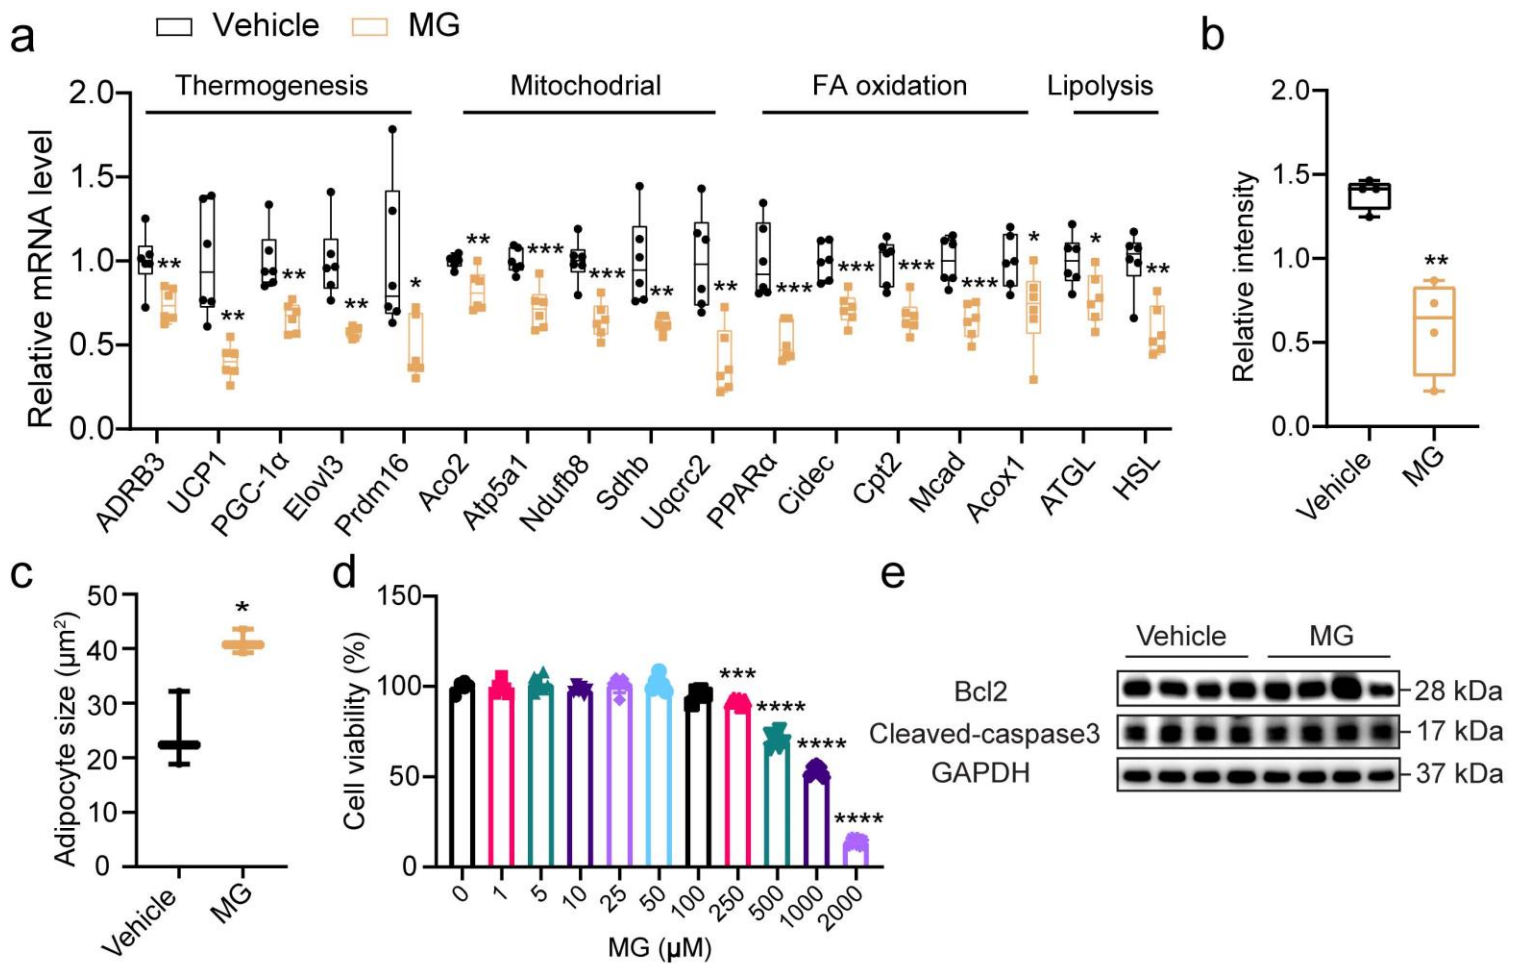 a
Vehicle MG
b
Thermogenesis Mitochodrial FA oxidation Lipolysis
Relative mRNA level
2.0
1.5
1.0
0.5
0.0
** ** ** ** * ** *** *** ** ** *** *** *** *** * * **
ADRB3 UCP1 PGC-1α Elovl3 Prdm16 Aco2 Atp5a1 Ndufb8 Sdhb Uqcrc2 PPARα Cidec Cpt2 Mcad Acox1 ATGL HSL
Relative intensity
2.0
1.5
1.0
0.5
0.0
**
Vehicle MG
c
Adipocyte size (µm²)
50
40
30
20
10
0
*
Vehicle MG
d
Cell viability (%)
150
100
50
0
*** **** **** ****
0 1 5 10 25 50 100 250 500 1000 2000
MG (µM)
e
Vehicle MG
Bcl2 28 kDa
Cleaved-caspase3 17 kDa
GAPDH 37 kDa